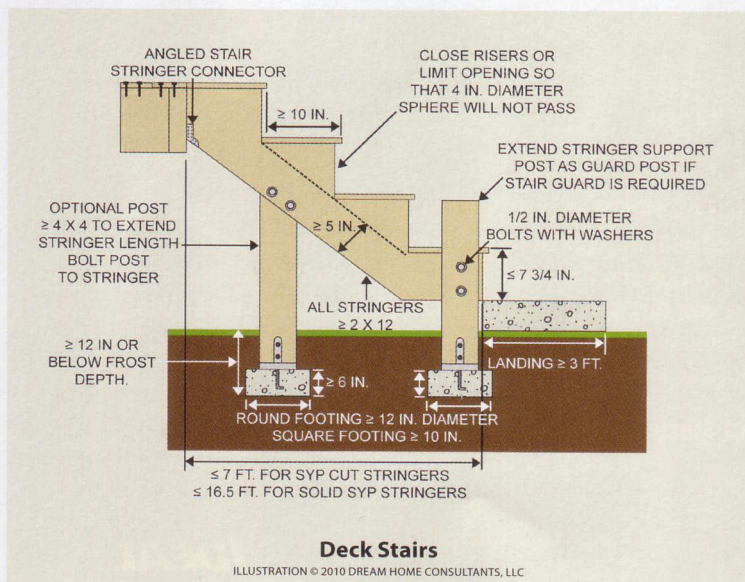 ANGLED STAIR
STRINGER CONNECTOR
CLOSE RISERS OR
LIMIT OPENING SO
THAT 4 IN. DIAMETER
SPHERE WILL NOT PASS
≥ 10 IN.
EXTEND STRINGER SUPPORT
POST AS GUARD POST IF
STAIR GUARD IS REQUIRED
OPTIONAL POST
≥ 4 X 4 TO EXTEND
STRINGER LENGTH
BOLT POST
TO STRINGER
≥ 5 IN.
1/2 IN. DIAMETER
BOLTS WITH WASHERS
≤ 7 3/4 IN.
ALL STRINGERS
≥ 2 X 12
≥ 12 IN OR
BELOW FROST
DEPTH.
LANDING ≥ 3 FT.
≥ 6 IN.
ROUND FOOTING ≥ 12 IN. DIAMETER
SQUARE FOOTING ≥ 10 IN.
≤ 7 FT. FOR SYP CUT STRINGERS
≤ 16.5 FT. FOR SOLID SYP STRINGERS
Deck Stairs
ILLUSTRATION © 2010 DREAM HOME CONSULTANTS, LLC